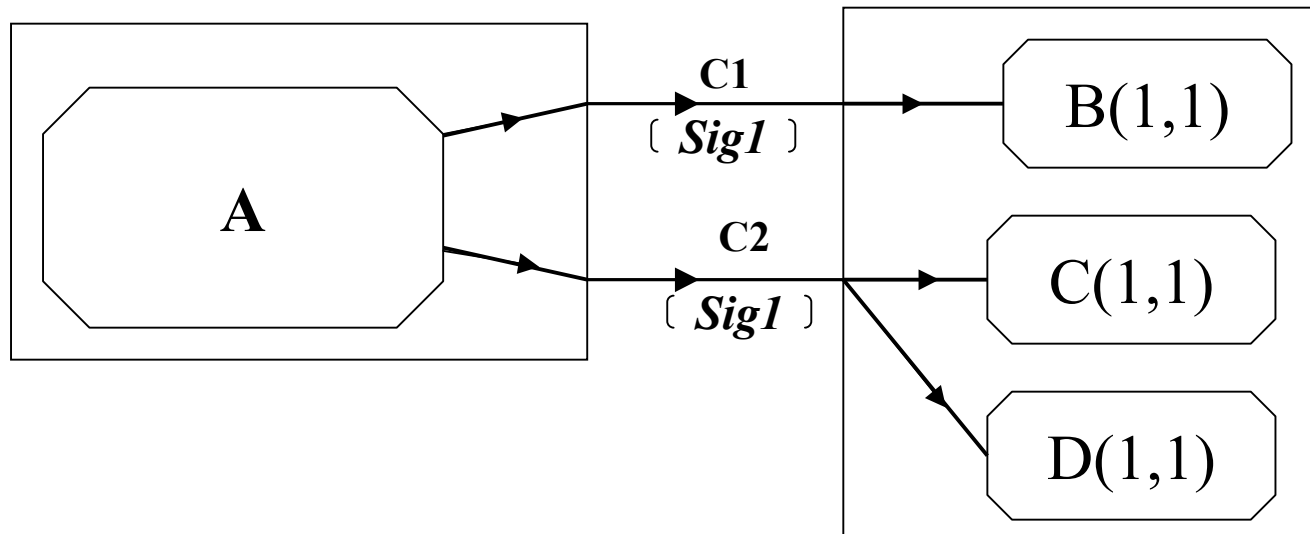 A
C1
[ Sig1 ]
C2
[ Sig1 ]
B(1,1)
C(1,1)
D(1,1)